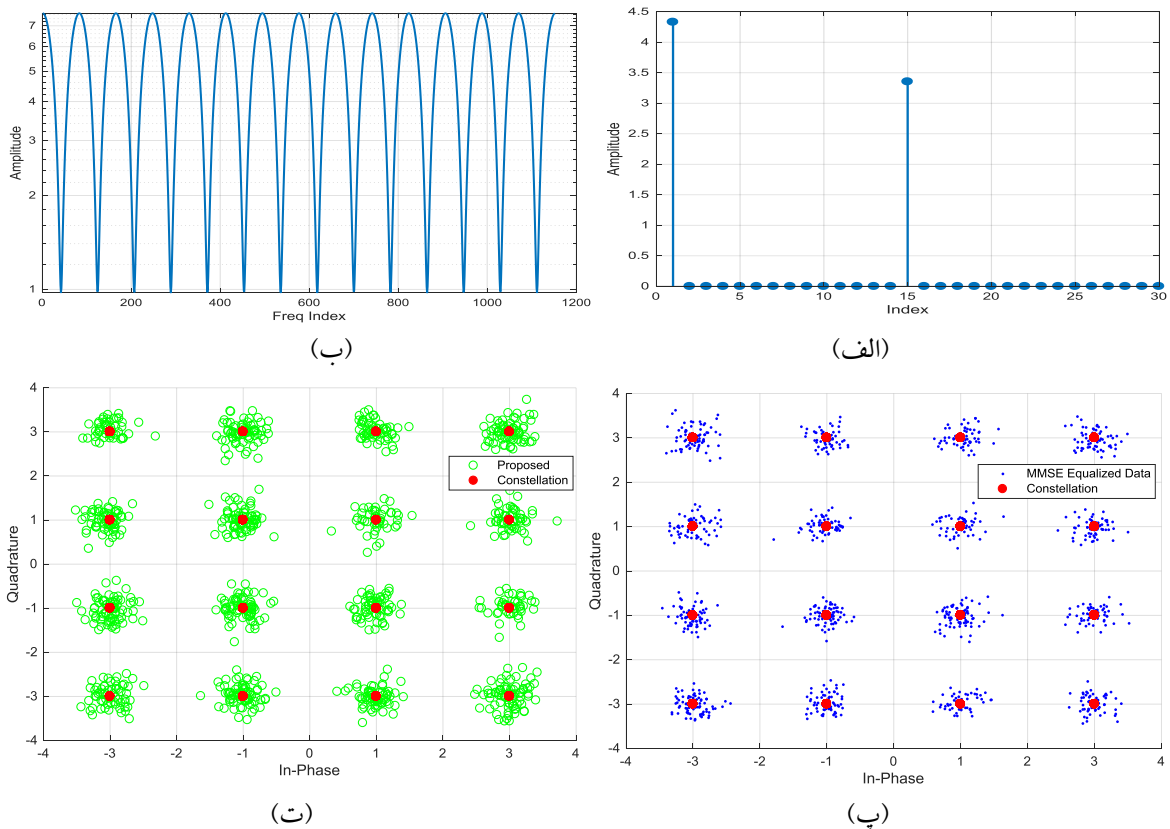 7
6
5
4
3
2
1
0 200 400 600 800 1000 1200
Amplitude
Freq Index
(ب)
4.5
4
3.5
3
2.5
2
1.5
1
0.5
0
0 5 10 15 20 25 30
Amplitude
Index
(الف)
4
3
2
1
0
-1
-2
-3
-4
-4 -3 -2 -1 0 1 2 3 4
Quadrature
In-Phase
Proposed
Constellation
(ت)
4
3
2
1
0
-1
-2
-3
-4
-4 -3 -2 -1 0 1 2 3 4
Quadrature
In-Phase
MMSE Equalized Data
Constellation
(پ)